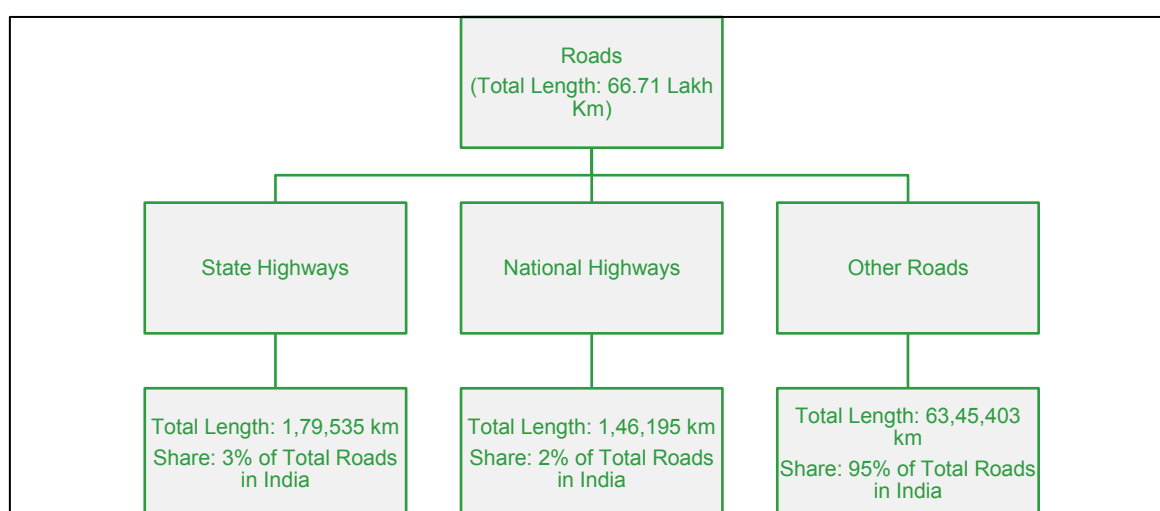 Roads
(Total Length: 66.71 Lakh
Km)
State Highways
National Highways
Other Roads
Total Length: 1,79,535 km
Share: 3% of Total Roads
in India
Total Length: 1,46,195 km
Share: 2% of Total Roads
in India
Total Length: 63,45,403
km
Share: 95% of Total Roads
in India